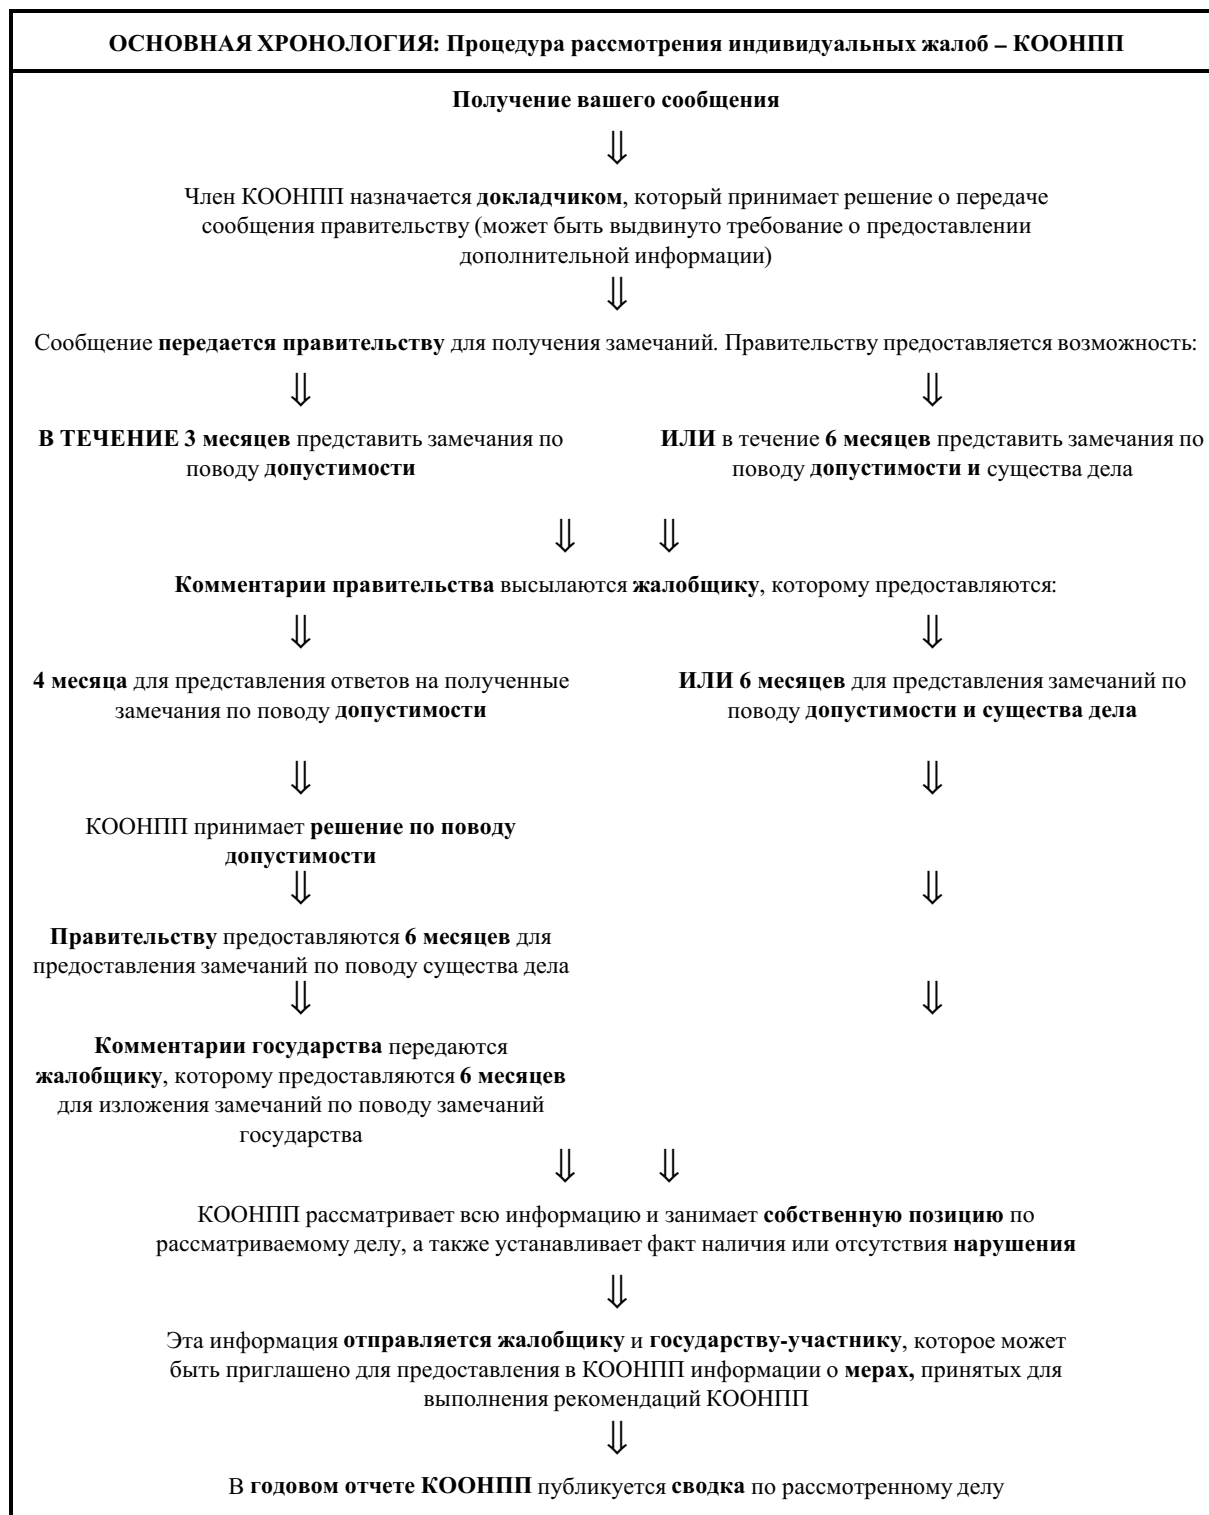 ОСНОВНАЯ ХРОНОЛОГИЯ: Процедура рассмотрения индивидуальных жалоб – КООНПП
Получение вашего сообщения
⇓
Член КООНПП назначается докладчиком, который принимает решение о передаче
сообщения правительству (может быть выдвинуто требование о предоставлении
дополнительной информации)
⇓
Сообщение передается правительству для получения замечаний. Правительству предоставляется возможность:
⇓ ⇓
В ТЕЧЕНИЕ 3 месяцев представить замечания по
поводу допустимости
ИЛИ в течение 6 месяцев представить замечания по
поводу допустимости и существа дела
⇓ ⇓
Комментарии правительства высылаются жалобщику, которому предоставляются:
⇓ ⇓
4 месяца для представления ответов на полученные
замечания по поводу допустимости
ИЛИ 6 месяцев для представления замечаний по
поводу допустимости и существа дела
⇓ ⇓
КООНПП принимает решение по поводу
допустимости
⇓ ⇓
Правительству предоставляются 6 месяцев для
предоставления замечаний по поводу существа дела
⇓ ⇓
Комментарии государства передаются
жалобщику, которому предоставляются 6 месяцев
для изложения замечаний по поводу замечаний
государства
⇓ ⇓
КООНПП рассматривает всю информацию и занимает собственную позицию по
рассматриваемому делу, а также устанавливает факт наличия или отсутствия нарушения
⇓
Эта информация отправляется жалобщику и государству-участнику, которое может
быть приглашено для предоставления в КООНПП информации о мерах, принятых для
выполнения рекомендаций КООНПП
⇓
В годовом отчете КООНПП публикуется сводка по рассмотренному делу